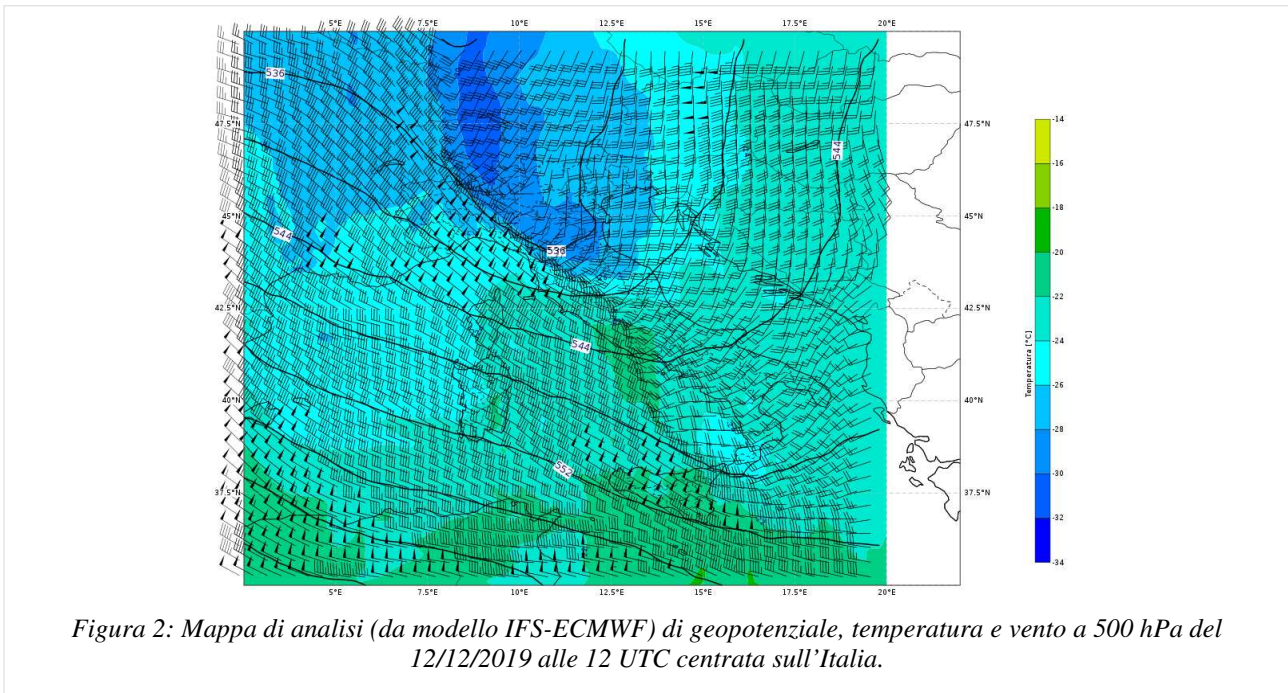 5°E 7.5°E 10°E 12.5°E 15°E 17.5°E 20°E
536
47.5°N 47.5°N
544
45°N 45°N
544
536
42.5°N 42.5°N
544
40°N 40°N
552
37.5°N 37.5°N
5°E 7.5°E 10°E 12.5°E 15°E 17.5°E 20°E
Temperatura [°C]
-14
-16
-18
-20
-22
-24
-26
-28
-30
-32
-34
Figura 2: Mappa di analisi (da modello IFS-ECMWF) di geopotenziale, temperatura e vento a 500 hPa del
12/12/2019 alle 12 UTC centrata sull’Italia.